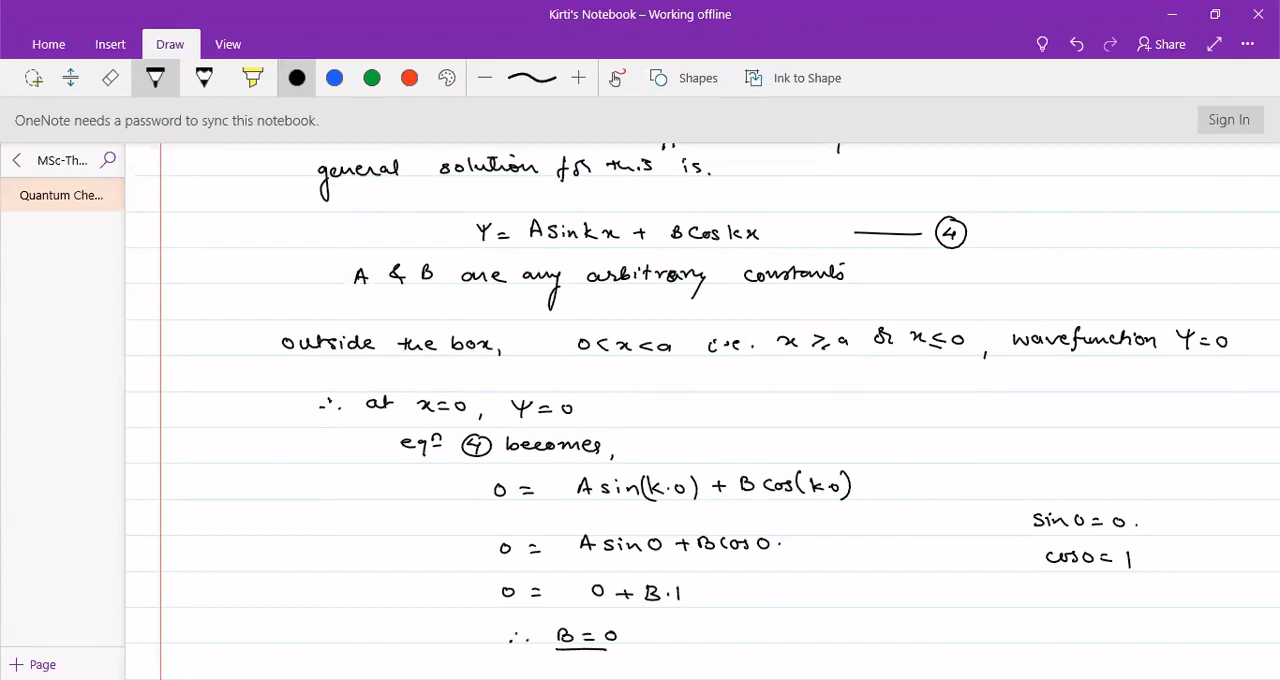 Kirti's Notebook – Working offline
Home Insert Draw View Share
Shapes Ink to Shape
OneNote needs a password to sync this notebook. Sign In
MSc-Th...
Quantum Che...
general solution for this is.
Ψ = A sin kx + B cos kx —— ④
A & B are any arbitrary constants
outside the box, 0 < x < a i.e. x ≥ a & x ≤ 0, wavefunction Ψ = 0
∴ at x = 0, Ψ = 0
eqn ④ becomes,
0 = A sin(k·0) + B cos(k0)
sin 0 = 0.
0 = A sin 0 + B cos 0.
cos 0 = 1
0 = 0 + B·1
∴ B = 0
+ Page